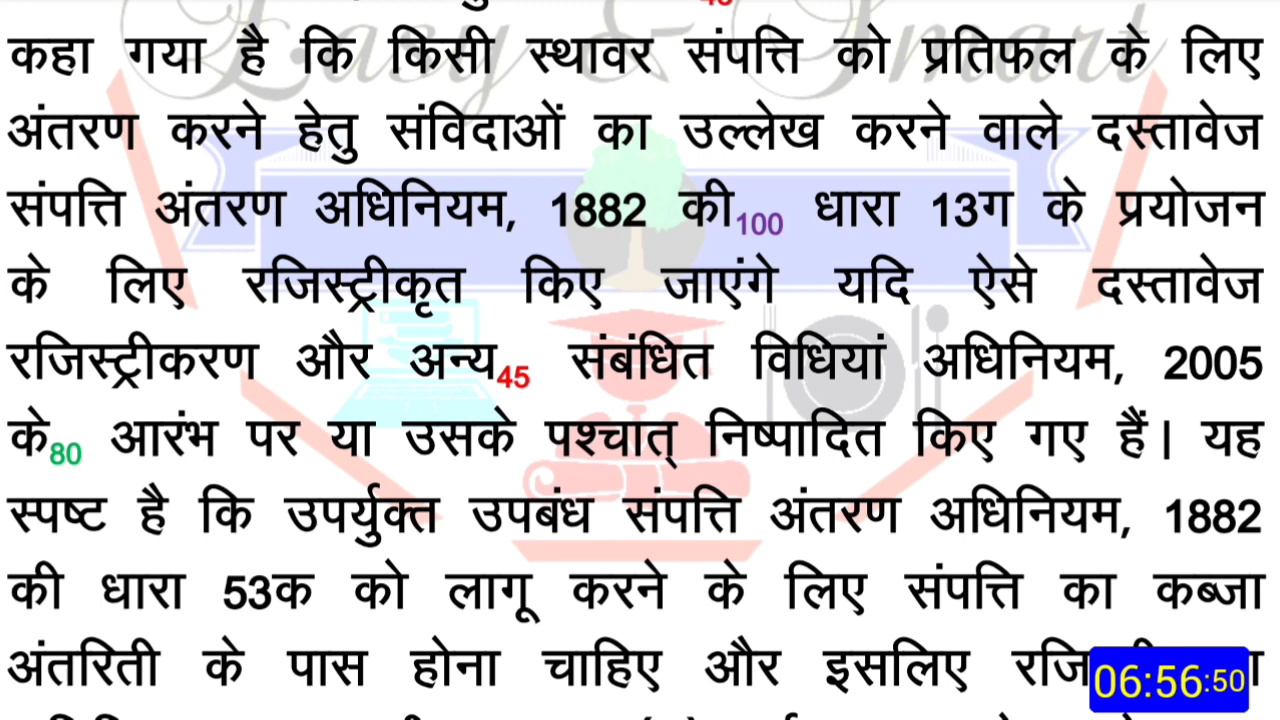 45
कहा गया है कि किसी स्थावर संपत्ति को प्रतिफल के लिए
अंतरण करने हेतु संविदाओं का उल्लेख करने वाले दस्तावेज
संपत्ति अंतरण अधिनियम, 1882 की100 धारा 13ग के प्रयोजन
के लिए रजिस्ट्रीकृत किए जाएंगे यदि ऐसे दस्तावेज
रजिस्ट्रीकरण और अन्य45 संबंधित विधियां अधिनियम, 2005
के80 आरंभ पर या उसके पश्चात् निष्पादित किए गए हैं। यह
स्पष्ट है कि उपर्युक्त उपबंध संपत्ति अंतरण अधिनियम, 1882
की धारा 53क को लागू करने के लिए संपत्ति का कब्जा
अंतरिती के पास होना चाहिए और इसलिए
06:56:50
Easy & Smart